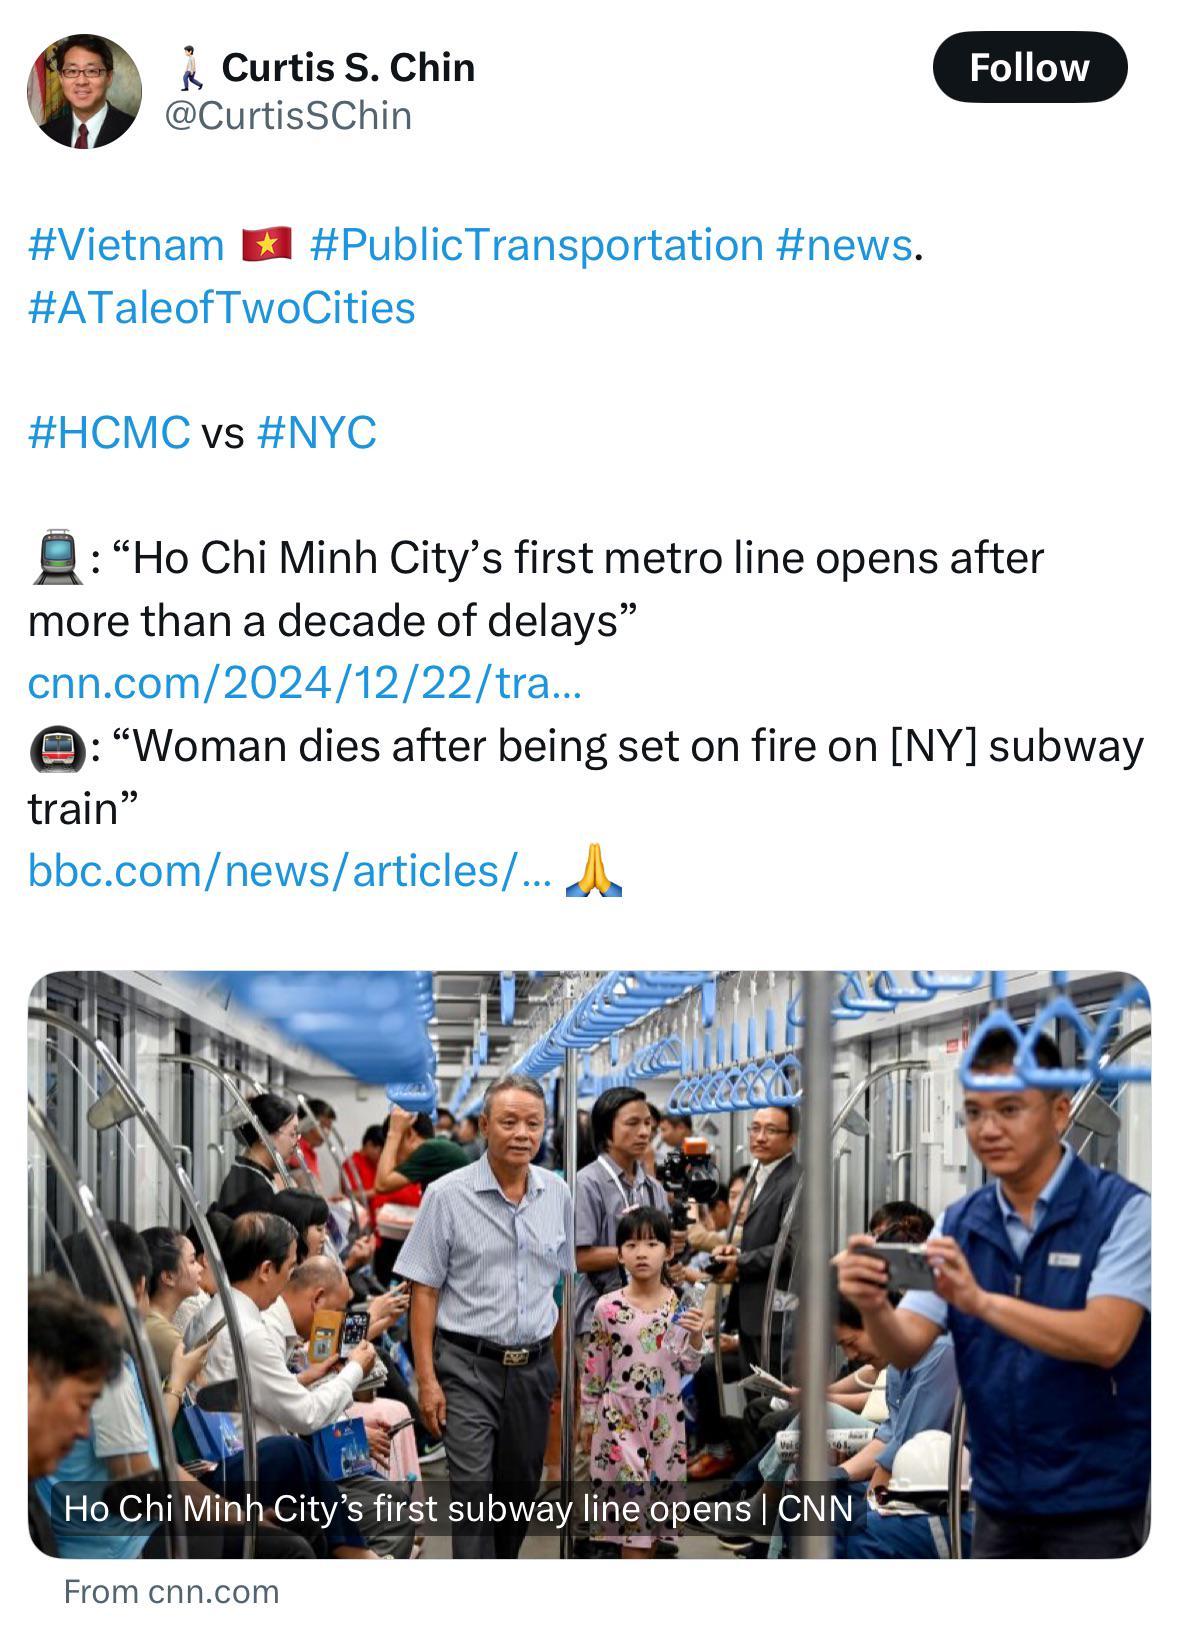 🚶🏻 Curtis S. Chin
@CurtisSChin
Follow
#Vietnam 🇻🇳 #PublicTransportation #news.
#ATaleofTwoCities
#HCMC vs #NYC
🚊: “Ho Chi Minh City’s first metro line opens after
more than a decade of delays”
cnn.com/2024/12/22/tra…
🚇: “Woman dies after being set on fire on [NY] subway
train”
bbc.com/news/articles/… 🙏
Ho Chi Minh City’s first subway line opens | CNN
From cnn.com